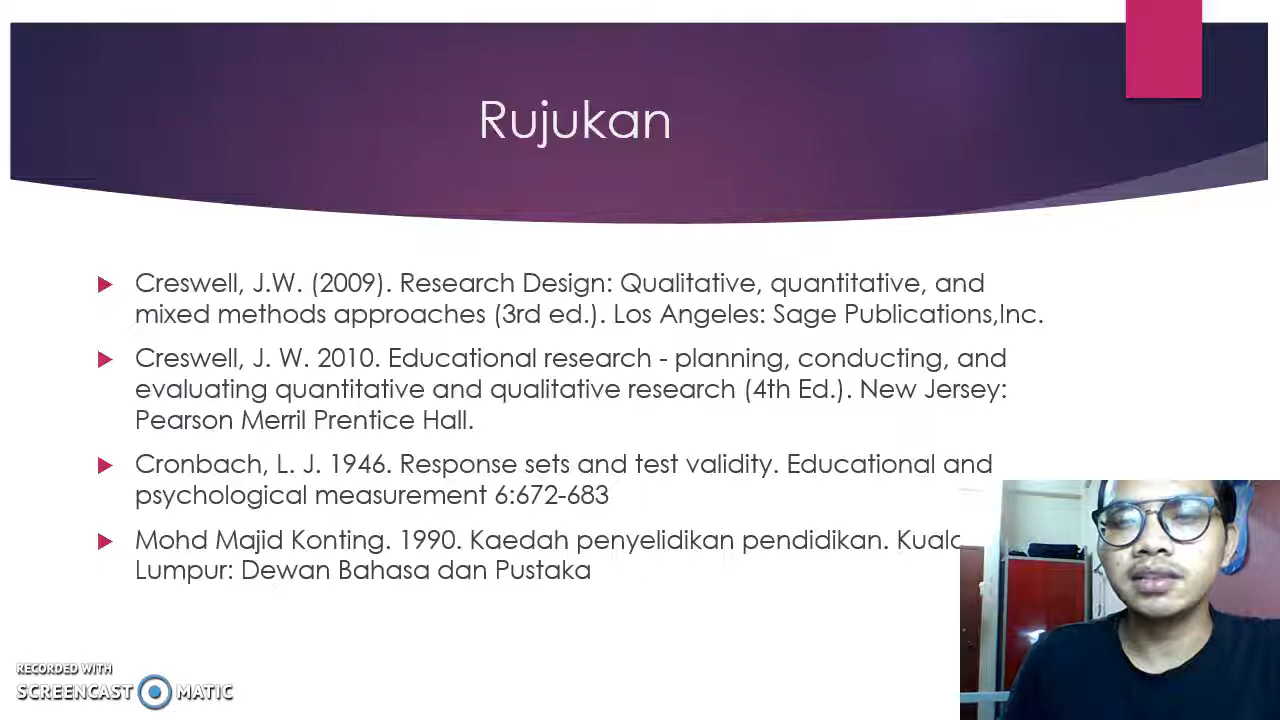 Rujukan
Creswell, J.W. (2009). Research Design: Qualitative, quantitative, and
mixed methods approaches (3rd ed.). Los Angeles: Sage Publications,Inc.
Creswell, J. W. 2010. Educational research - planning, conducting, and
evaluating quantitative and qualitative research (4th Ed.). New Jersey:
Pearson Merril Prentice Hall.
Cronbach, L. J. 1946. Response sets and test validity. Educational and
psychological measurement 6:672-683
Mohd Majid Konting. 1990. Kaedah penyelidikan pendidikan. Kuala
Lumpur: Dewan Bahasa dan Pustaka
RECORDED WITH
SCREENCAST MATIC